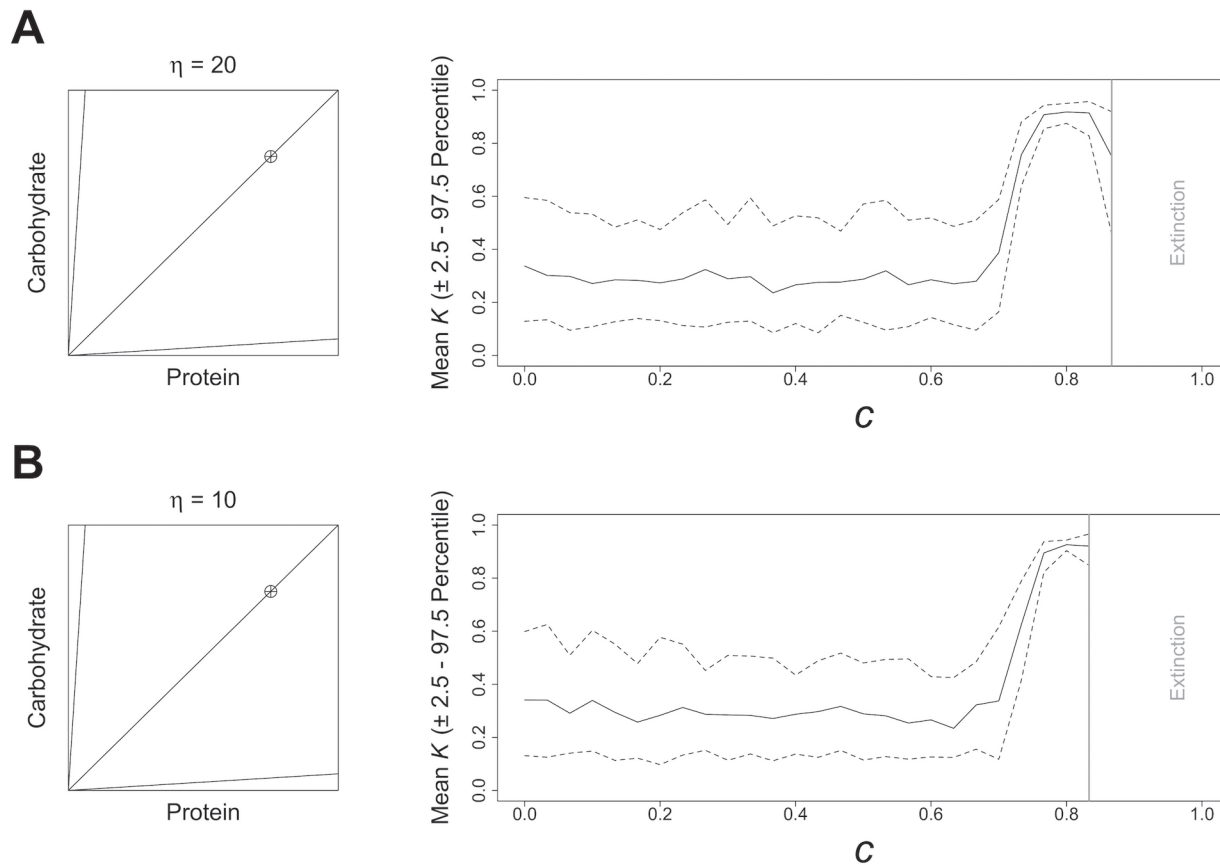 A
η = 20
Carbohydrate
Protein
Mean K (± 2.5 - 97.5 Percentile)
1.0
0.8
0.6
0.4
0.2
0.0
Extinction
0.0 0.2 0.4 0.6 0.8 1.0
C
B
η = 10
Carbohydrate
Protein
Mean K (± 2.5 - 97.5 Percentile)
1.0
0.8
0.6
0.4
0.2
0.0
Extinction
0.0 0.2 0.4 0.6 0.8 1.0
C